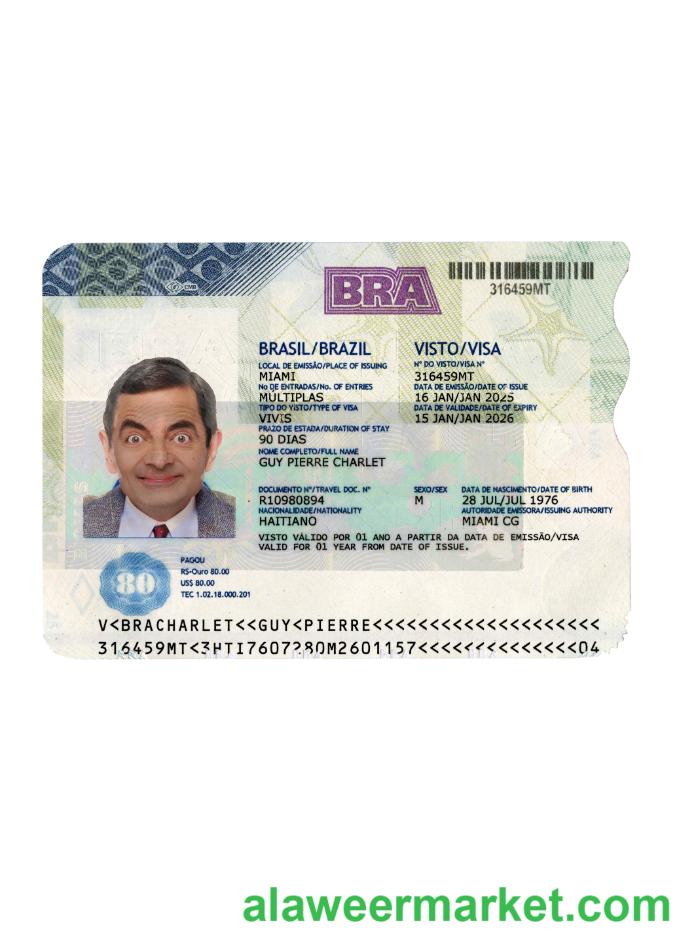 BRA
316459MT
BRASIL/BRAZIL
VISTO/VISA
LOCAL DE EMISSÃO/PLACE OF ISSUING
MIAMI
Nº DO VISTO/VISA Nº
316459MT
No DE ENTRADAS/No. OF ENTRIES
MÚLTIPLAS
DATA DE EMISSÃO/DATE OF ISSUE
16 JAN/JAN 2025
TIPO DO VISTO/TYPE OF VISA
VIVIS
DATA DE VALIDADE/DATE OF EXPIRY
15 JAN/JAN 2026
PRAZO DE ESTADA/DURATION OF STAY
90 DIAS
NOME COMPLETO/FULL NAME
GUY PIERRE CHARLET
DOCUMENTO Nº/TRAVEL DOC. Nº
R10980894
SEXO/SEX
M
DATA DE NASCIMENTO/DATE OF BIRTH
28 JUL/JUL 1976
NACIONALIDADE/NATIONALITY
HAITIANO
AUTORIDADE EMISSORA/ISSUING AUTHORITY
MIAMI CG
VISTO VÁLIDO POR 01 ANO A PARTIR DA DATA DE EMISSÃO/VISA
VALID FOR 01 YEAR FROM DATE OF ISSUE.
80
PAGOU
R$-Ouro 80.00
US$ 80.00
TEC 1.02.18.000.201
V<BRACHARLET<<GUY<PIERRE<<<<<<<<<<<<<<<<<<<<
316459MT<3HTI7607280M2601157<<<<<<<<<<<<<<04
alaweermarket.com